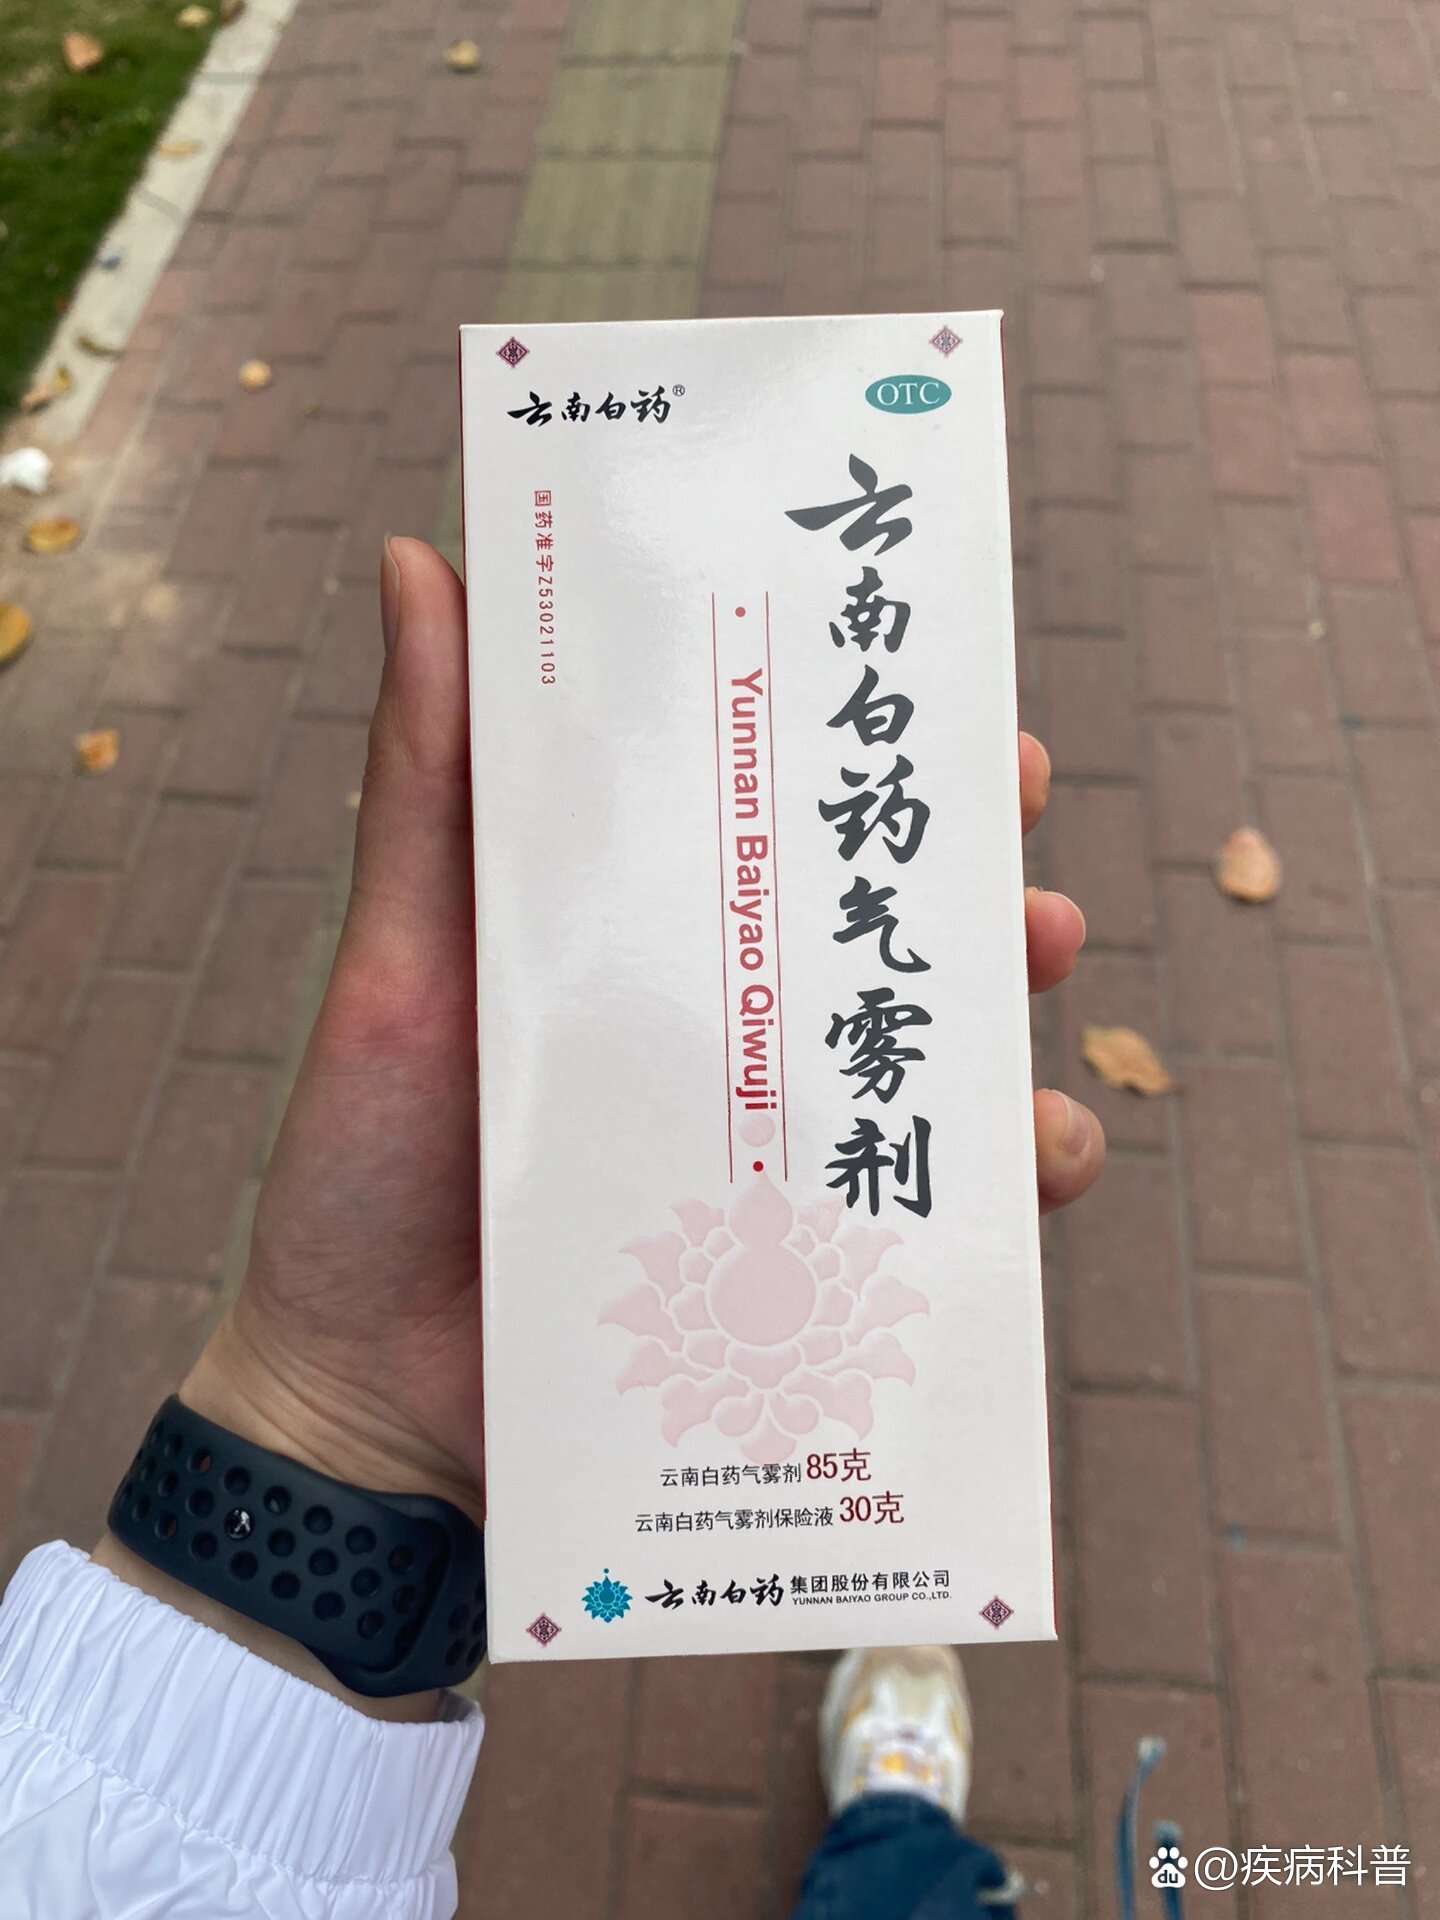 云南白药®
OTC
国药准字Z53021103
云南白药气雾剂
Yunnan Baiyao Qiwuji
云南白药气雾剂 85克
云南白药气雾剂保险液 30克
云南白药 集团股份有限公司
YUNNAN BAIYAO GROUP CO.,LTD.
du @疾病科普